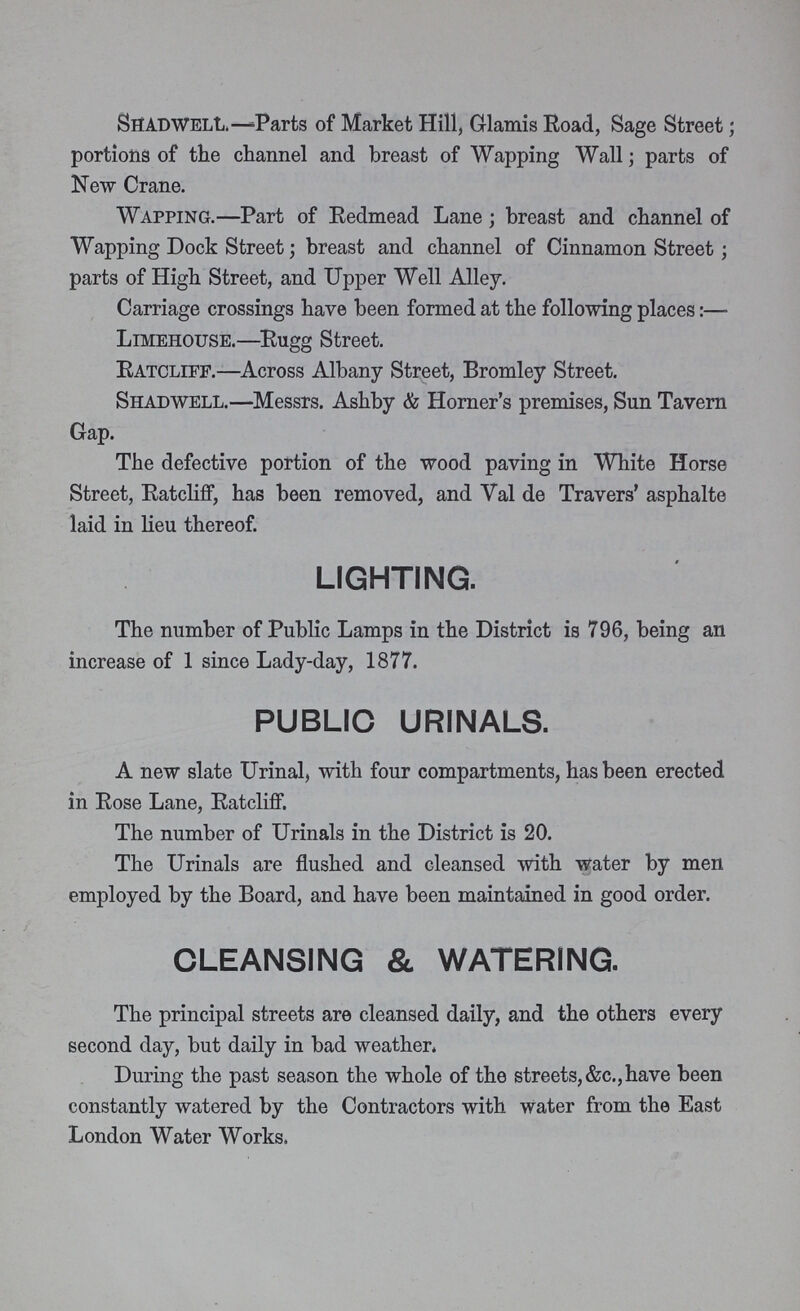 SHADWELL.—Parts of Market Hill, Glamis Road, Sage Street;
portions of the channel and breast of Wapping Wall; parts of
New Crane.
WAPPING.—Part of Redmead Lane; breast and channel of
Wapping Dock Street; breast and channel of Cinnamon Street;
parts of High Street, and Upper Well Alley.
Carriage crossings have been formed at the following places:—
LIMEHOUSE.—Rugg Street.
RATCLIFF.—Across Albany Street, Bromley Street.
SHADWELL.—Messrs. Ashby & Horner's premises, Sun Tavern
Gap.
The defective portion of the wood paving in White Horse
Street, Ratcliff, has been removed, and Val de Travers' asphalte
laid in lieu thereof.
LIGHTING.
The number of Public Lamps in the District is 796, being an
increase of 1 since Lady-day, 1877.
PUBLIC URINALS.
A new slate Urinal, with four compartments, has been erected
in Rose Lane, Ratcliff.
The number of Urinals in the District is 20.
The Urinals are flushed and cleansed with water by men
employed by the Board, and have been maintained in good order.
CLEANSING & WATERING.
The principal streets are cleansed daily, and the others every
second day, but daily in bad weather.
During the past season the whole of the streets, &c., have been
constantly watered by the Contractors with water from the East
London Water Works.